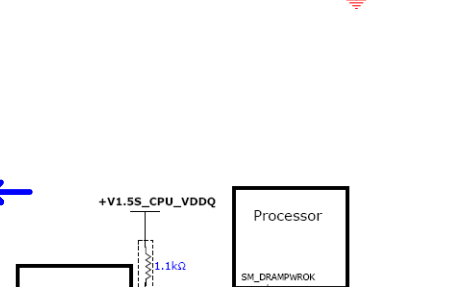 +V1.5S_CPU_VDDQ
Processor
1.1kΩ
SM_DRAMPWROK